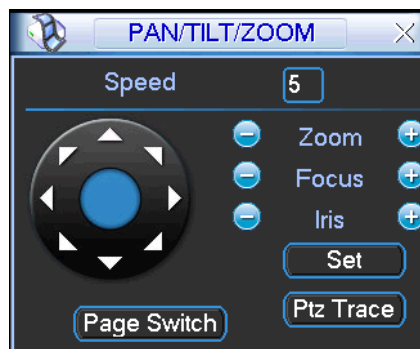 PAN/TILT/ZOOM
Speed 5
Zoom
Focus
Iris
Set
Page Switch
Ptz Trace